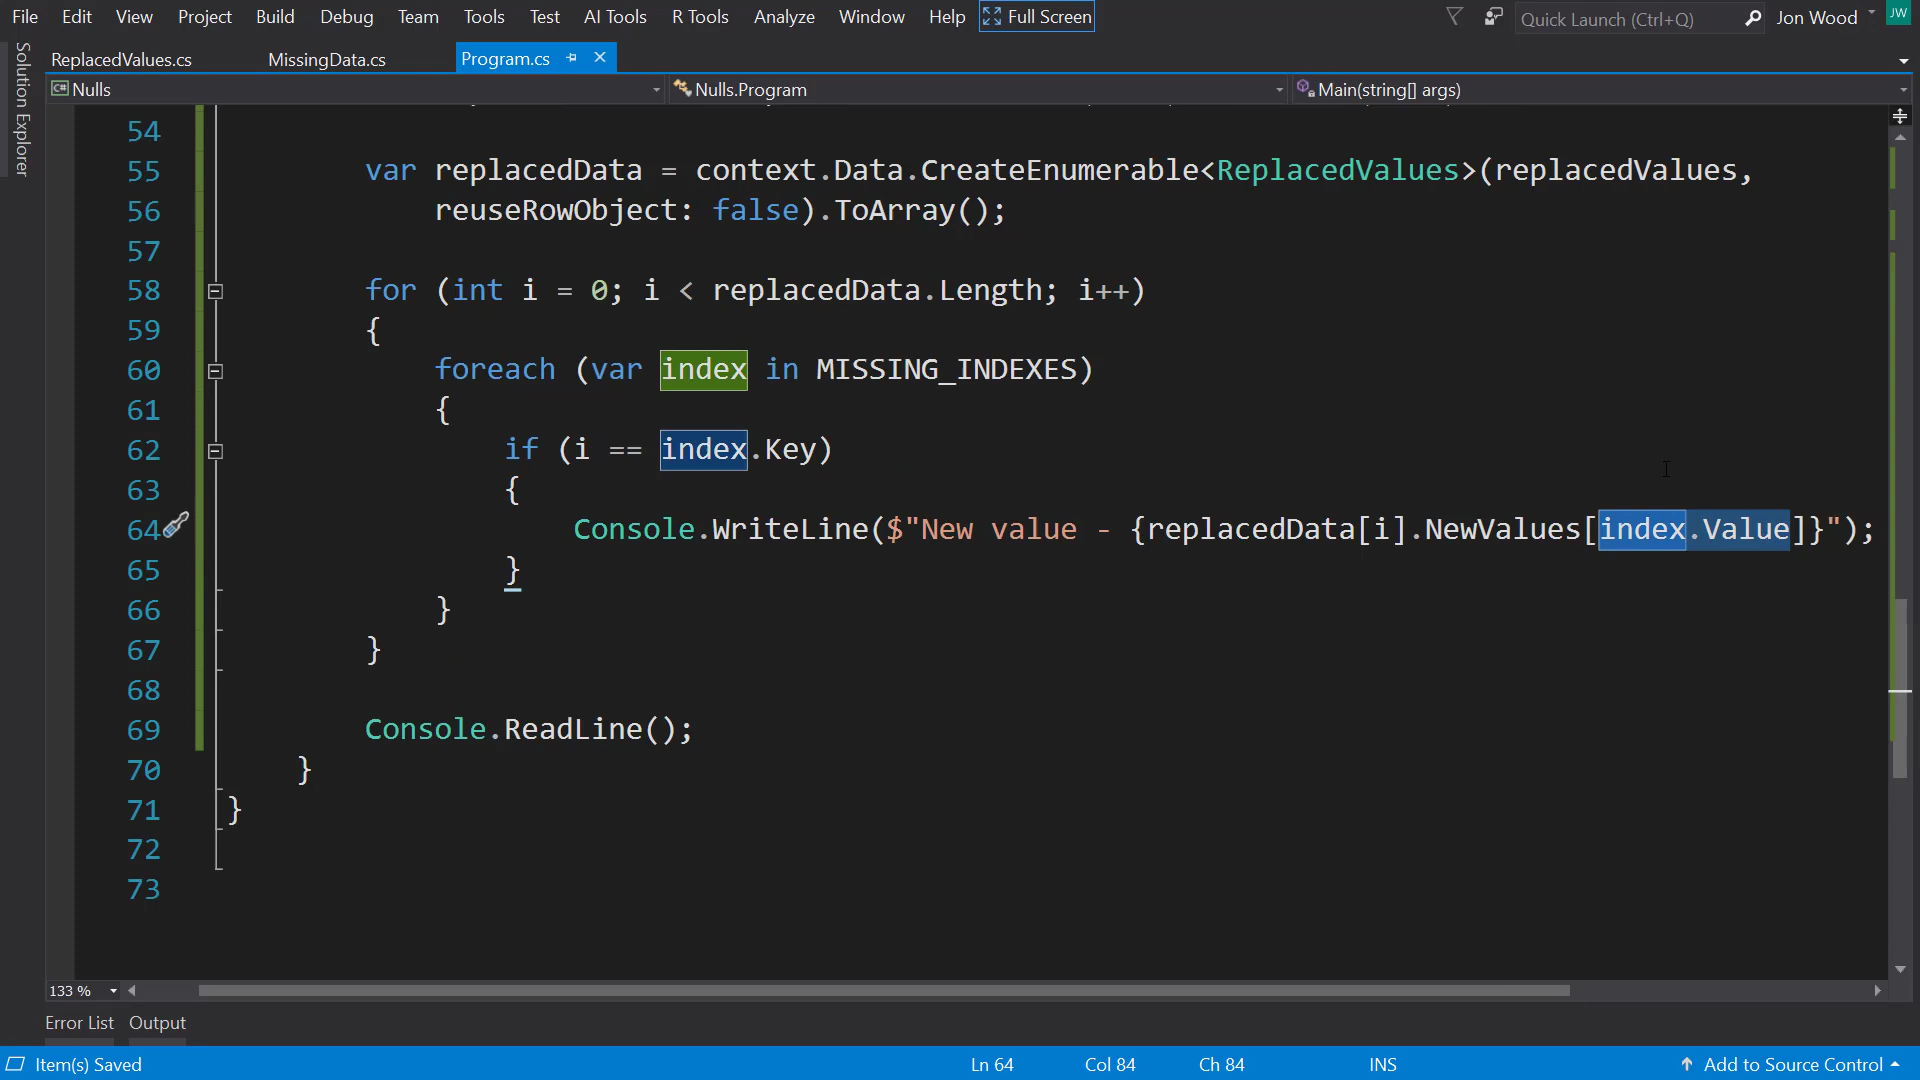 File Edit View Project Build Debug Team Tools Test AI Tools R Tools Analyze Window Help Full Screen Quick Launch (Ctrl+Q) Jon Wood JW
Solution Explorer
ReplacedValues.cs MissingData.cs Program.cs
C# Nulls Nulls.Program Main(string[] args)
54
55 var replacedData = context.Data.CreateEnumerable<ReplacedValues>(replacedValues,
56 reuseRowObject: false).ToArray();
57
58 for (int i = 0; i < replacedData.Length; i++)
59 {
60 foreach (var index in MISSING_INDEXES)
61 {
62 if (i == index.Key)
63 {
64 Console.WriteLine($"New value - {replacedData[i].NewValues[index.Value]}");
65 }
66 }
67 }
68
69 Console.ReadLine();
70 }
71 }
72
73
133 %
Error List Output
Item(s) Saved Ln 64 Col 84 Ch 84 INS Add to Source Control